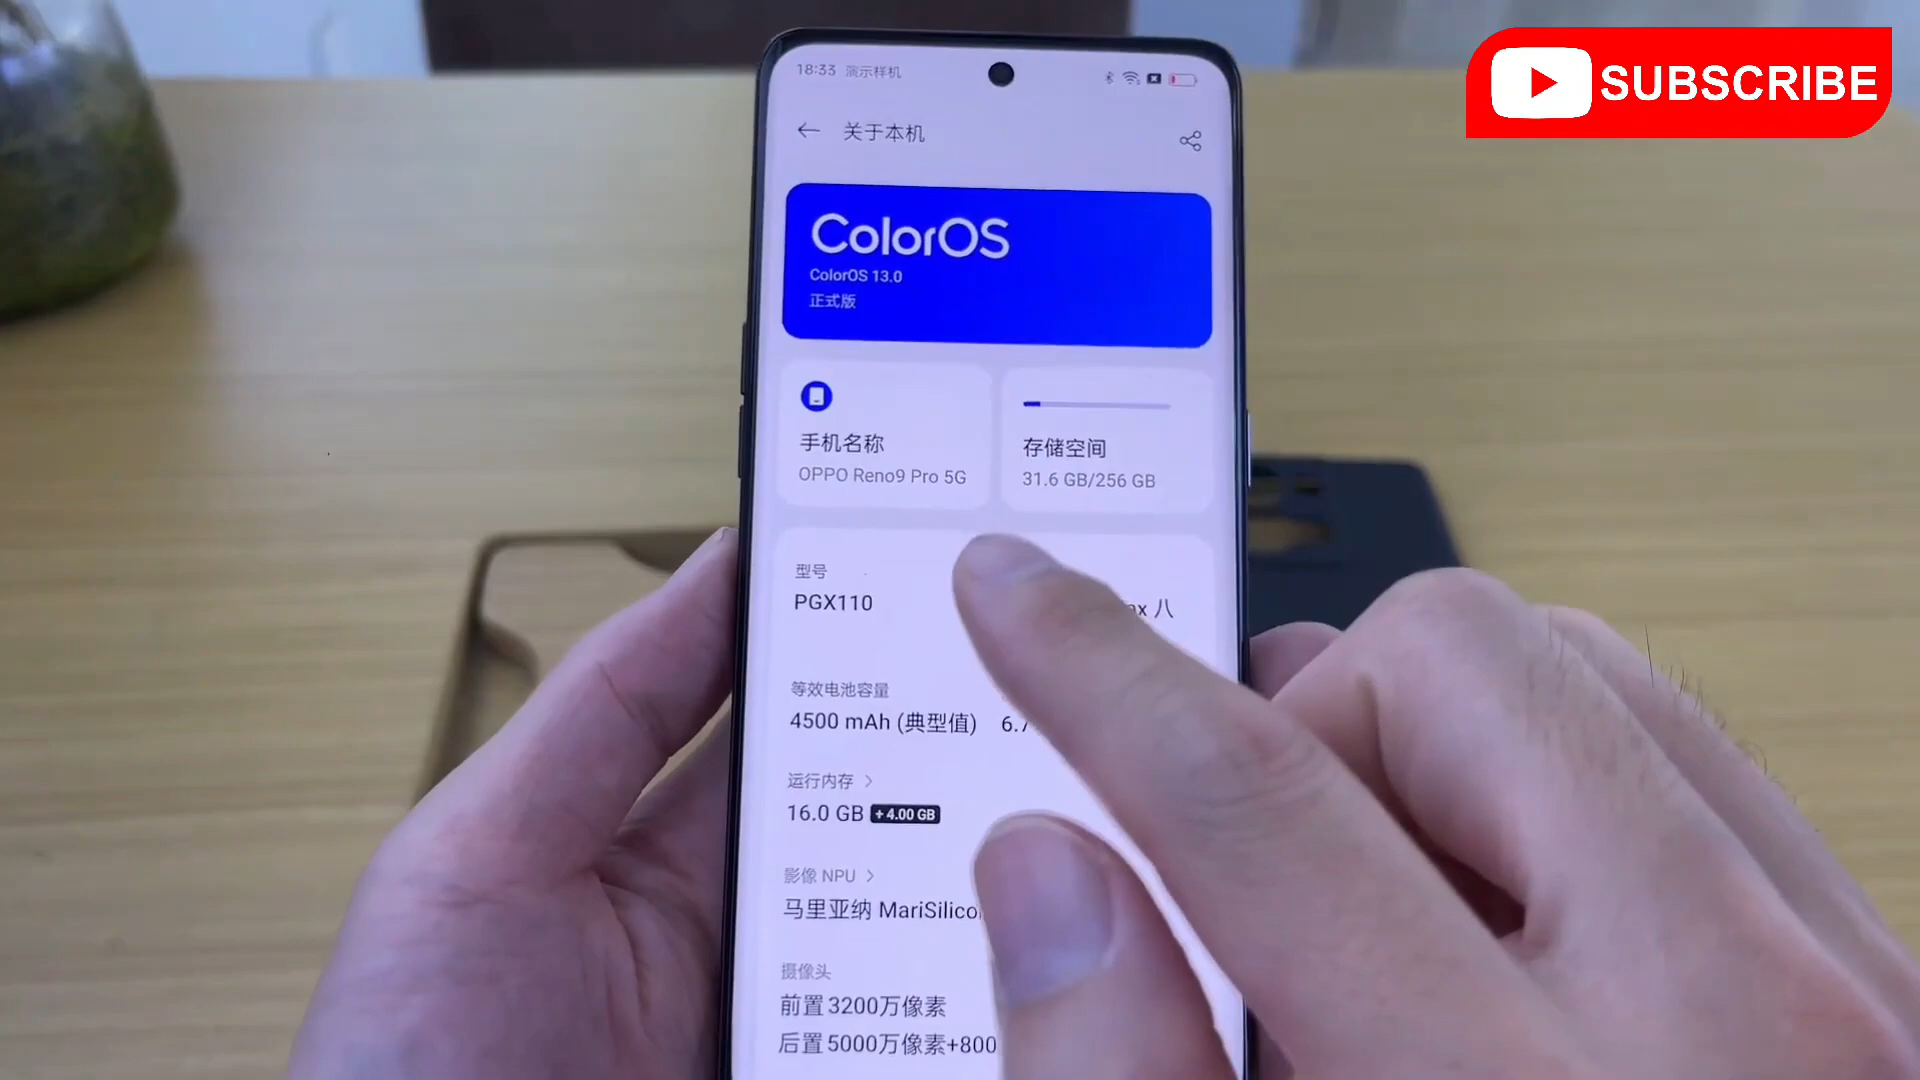 SUBSCRIBE
18:33 演示样机
关于本机
ColorOS
ColorOS 13.0
正式版
手机名称
OPPO Reno9 Pro 5G
存储空间
31.6 GB/256 GB
型号
PGX110
八
等效电池容量
4500 mAh (典型值)
6.7
运行内存 >
16.0 GB +4.00 GB
影像 NPU >
马里亚纳 MariSilico
摄像头
前置3200万像素
后置5000万像素+800